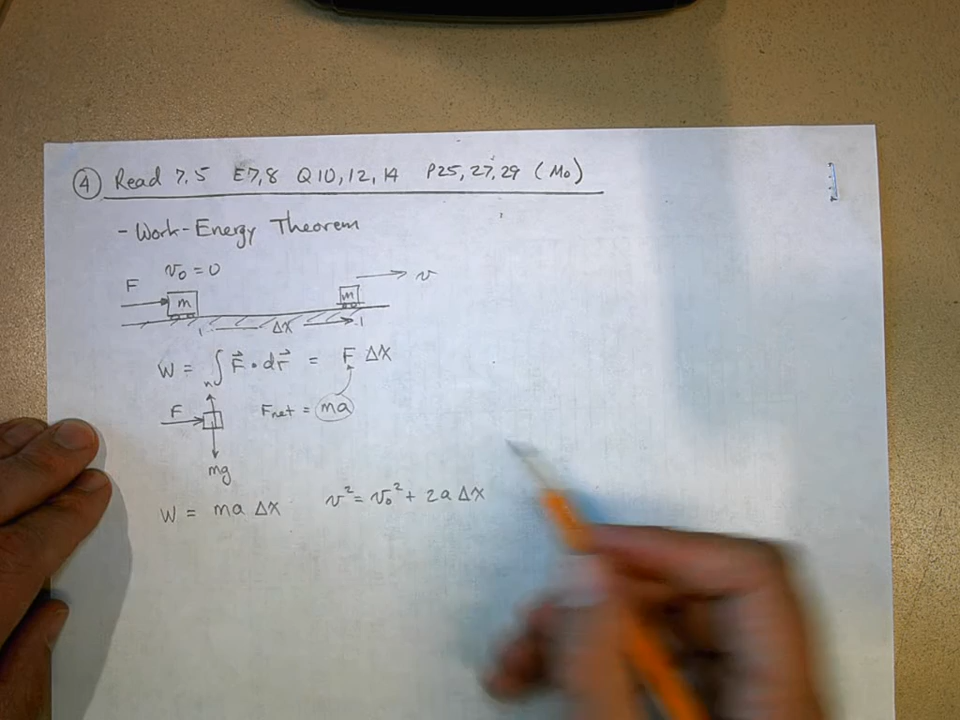 ④ Read 7,5 E7,8 Q10,12,14 P25,27,29 (Mo)
- Work-Energy Theorem
F v₀ = 0 v
m m
Δx
W = ∫ F⃗ • dr⃗ = F Δx
n
F Fnet = ma
mg
W = ma Δx v² = v₀² + 2a Δx